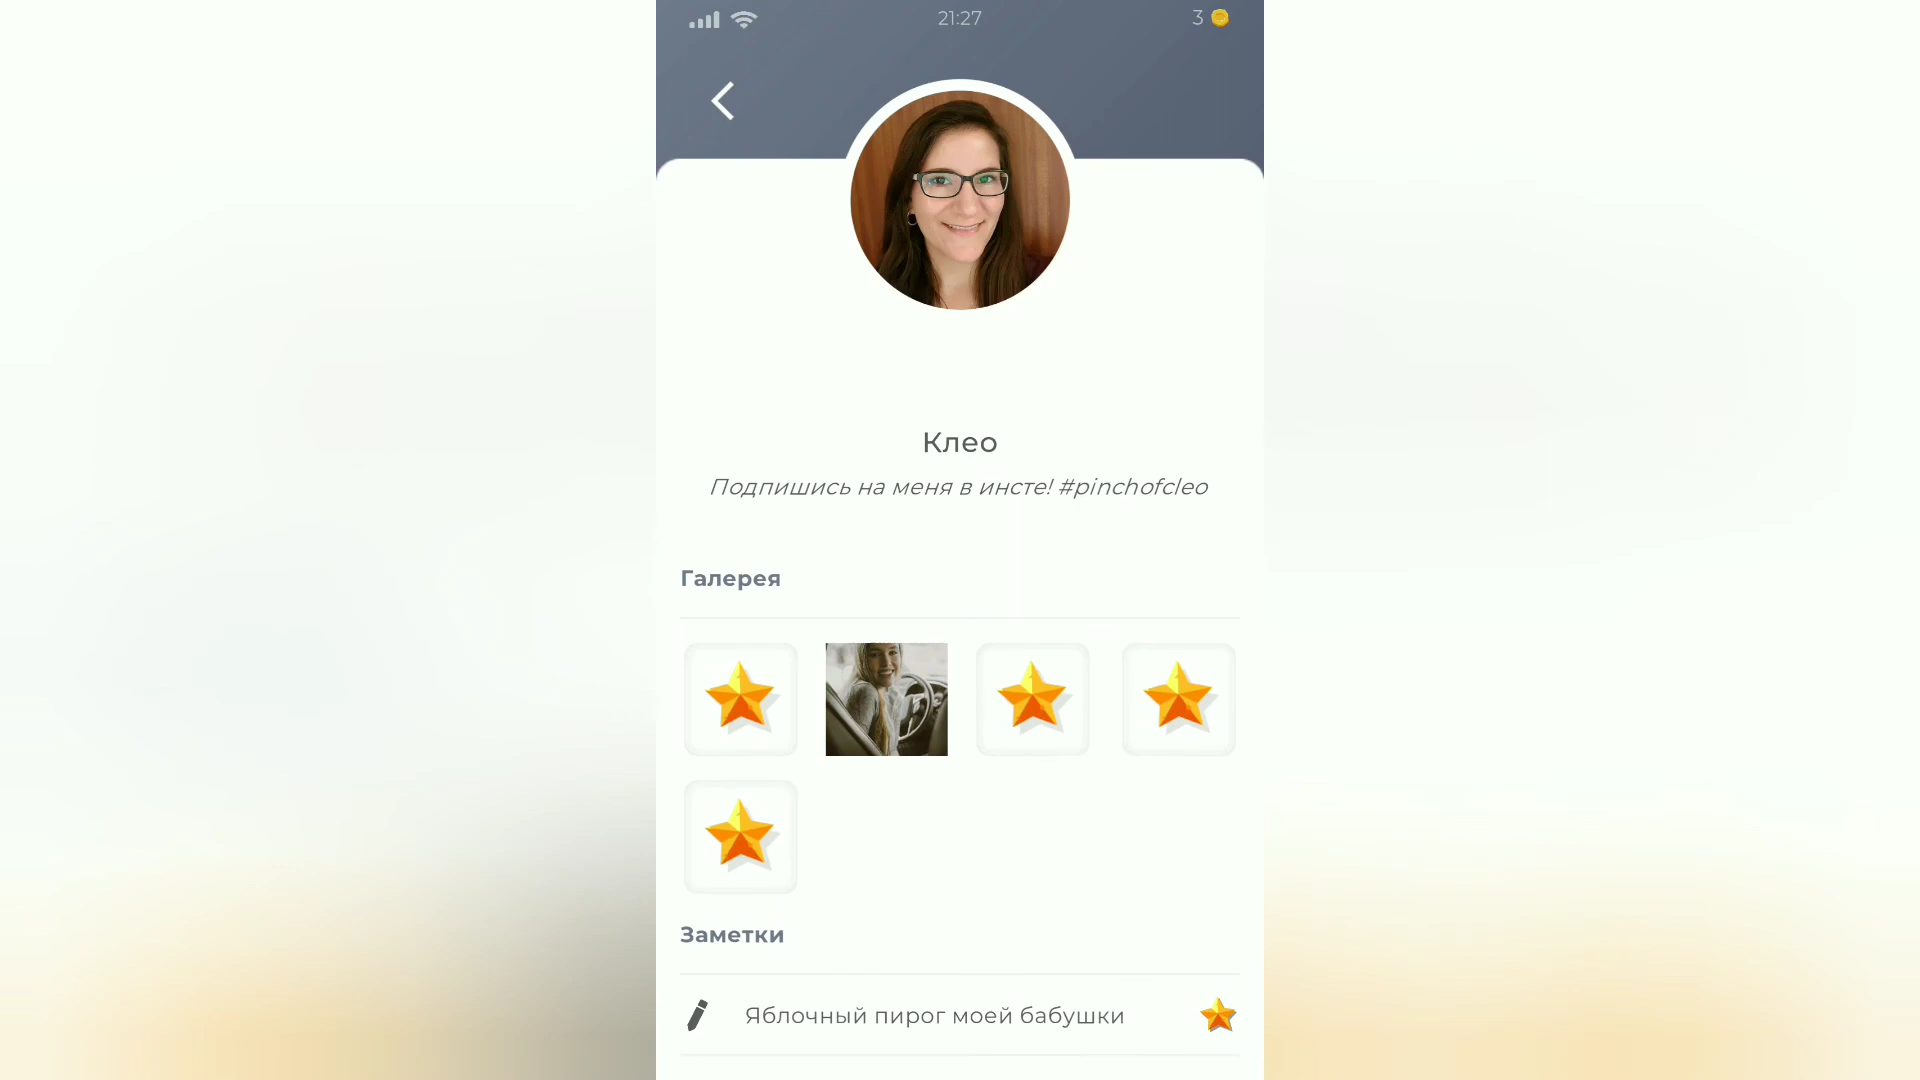 21:27
3
Клео
Подпишись на меня в инсте! #pinchofcleo
Галерея
Заметки
Яблочный пирог моей бабушки